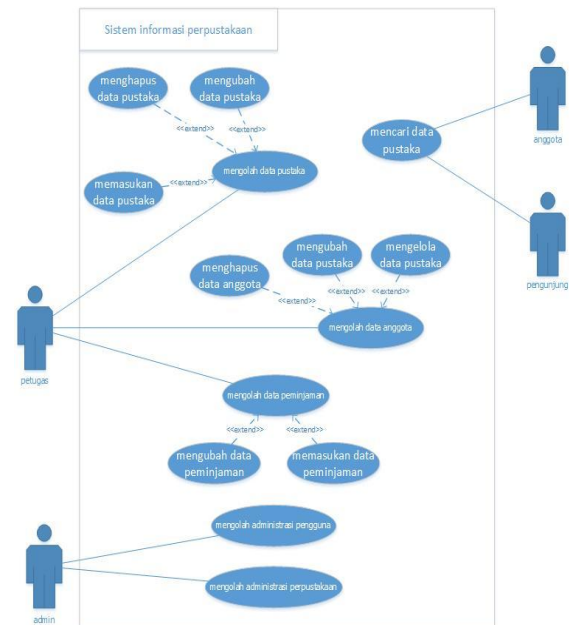 Sistem informasi perpustakaan
menghapus
data pustaka
mengubah
data pustaka
<<extend>>
<<extend>>
memasukan
data pustaka
<<extend>>
mengolah data pustaka
mencari data
pustaka
anggota
pengunjung
menghapus
data anggota
mengubah
data pustaka
mengelola
data pustaka
<<extend>>
<<extend>>
<<extend>>
mengolah data anggota
petugas
mengolah data peminjaman
<<extend>>
<<extend>>
mengubah data
peminjaman
memasukan data
peminjaman
mengolah administrasi pengguna
mengolah administrasi perpustakaan
admin